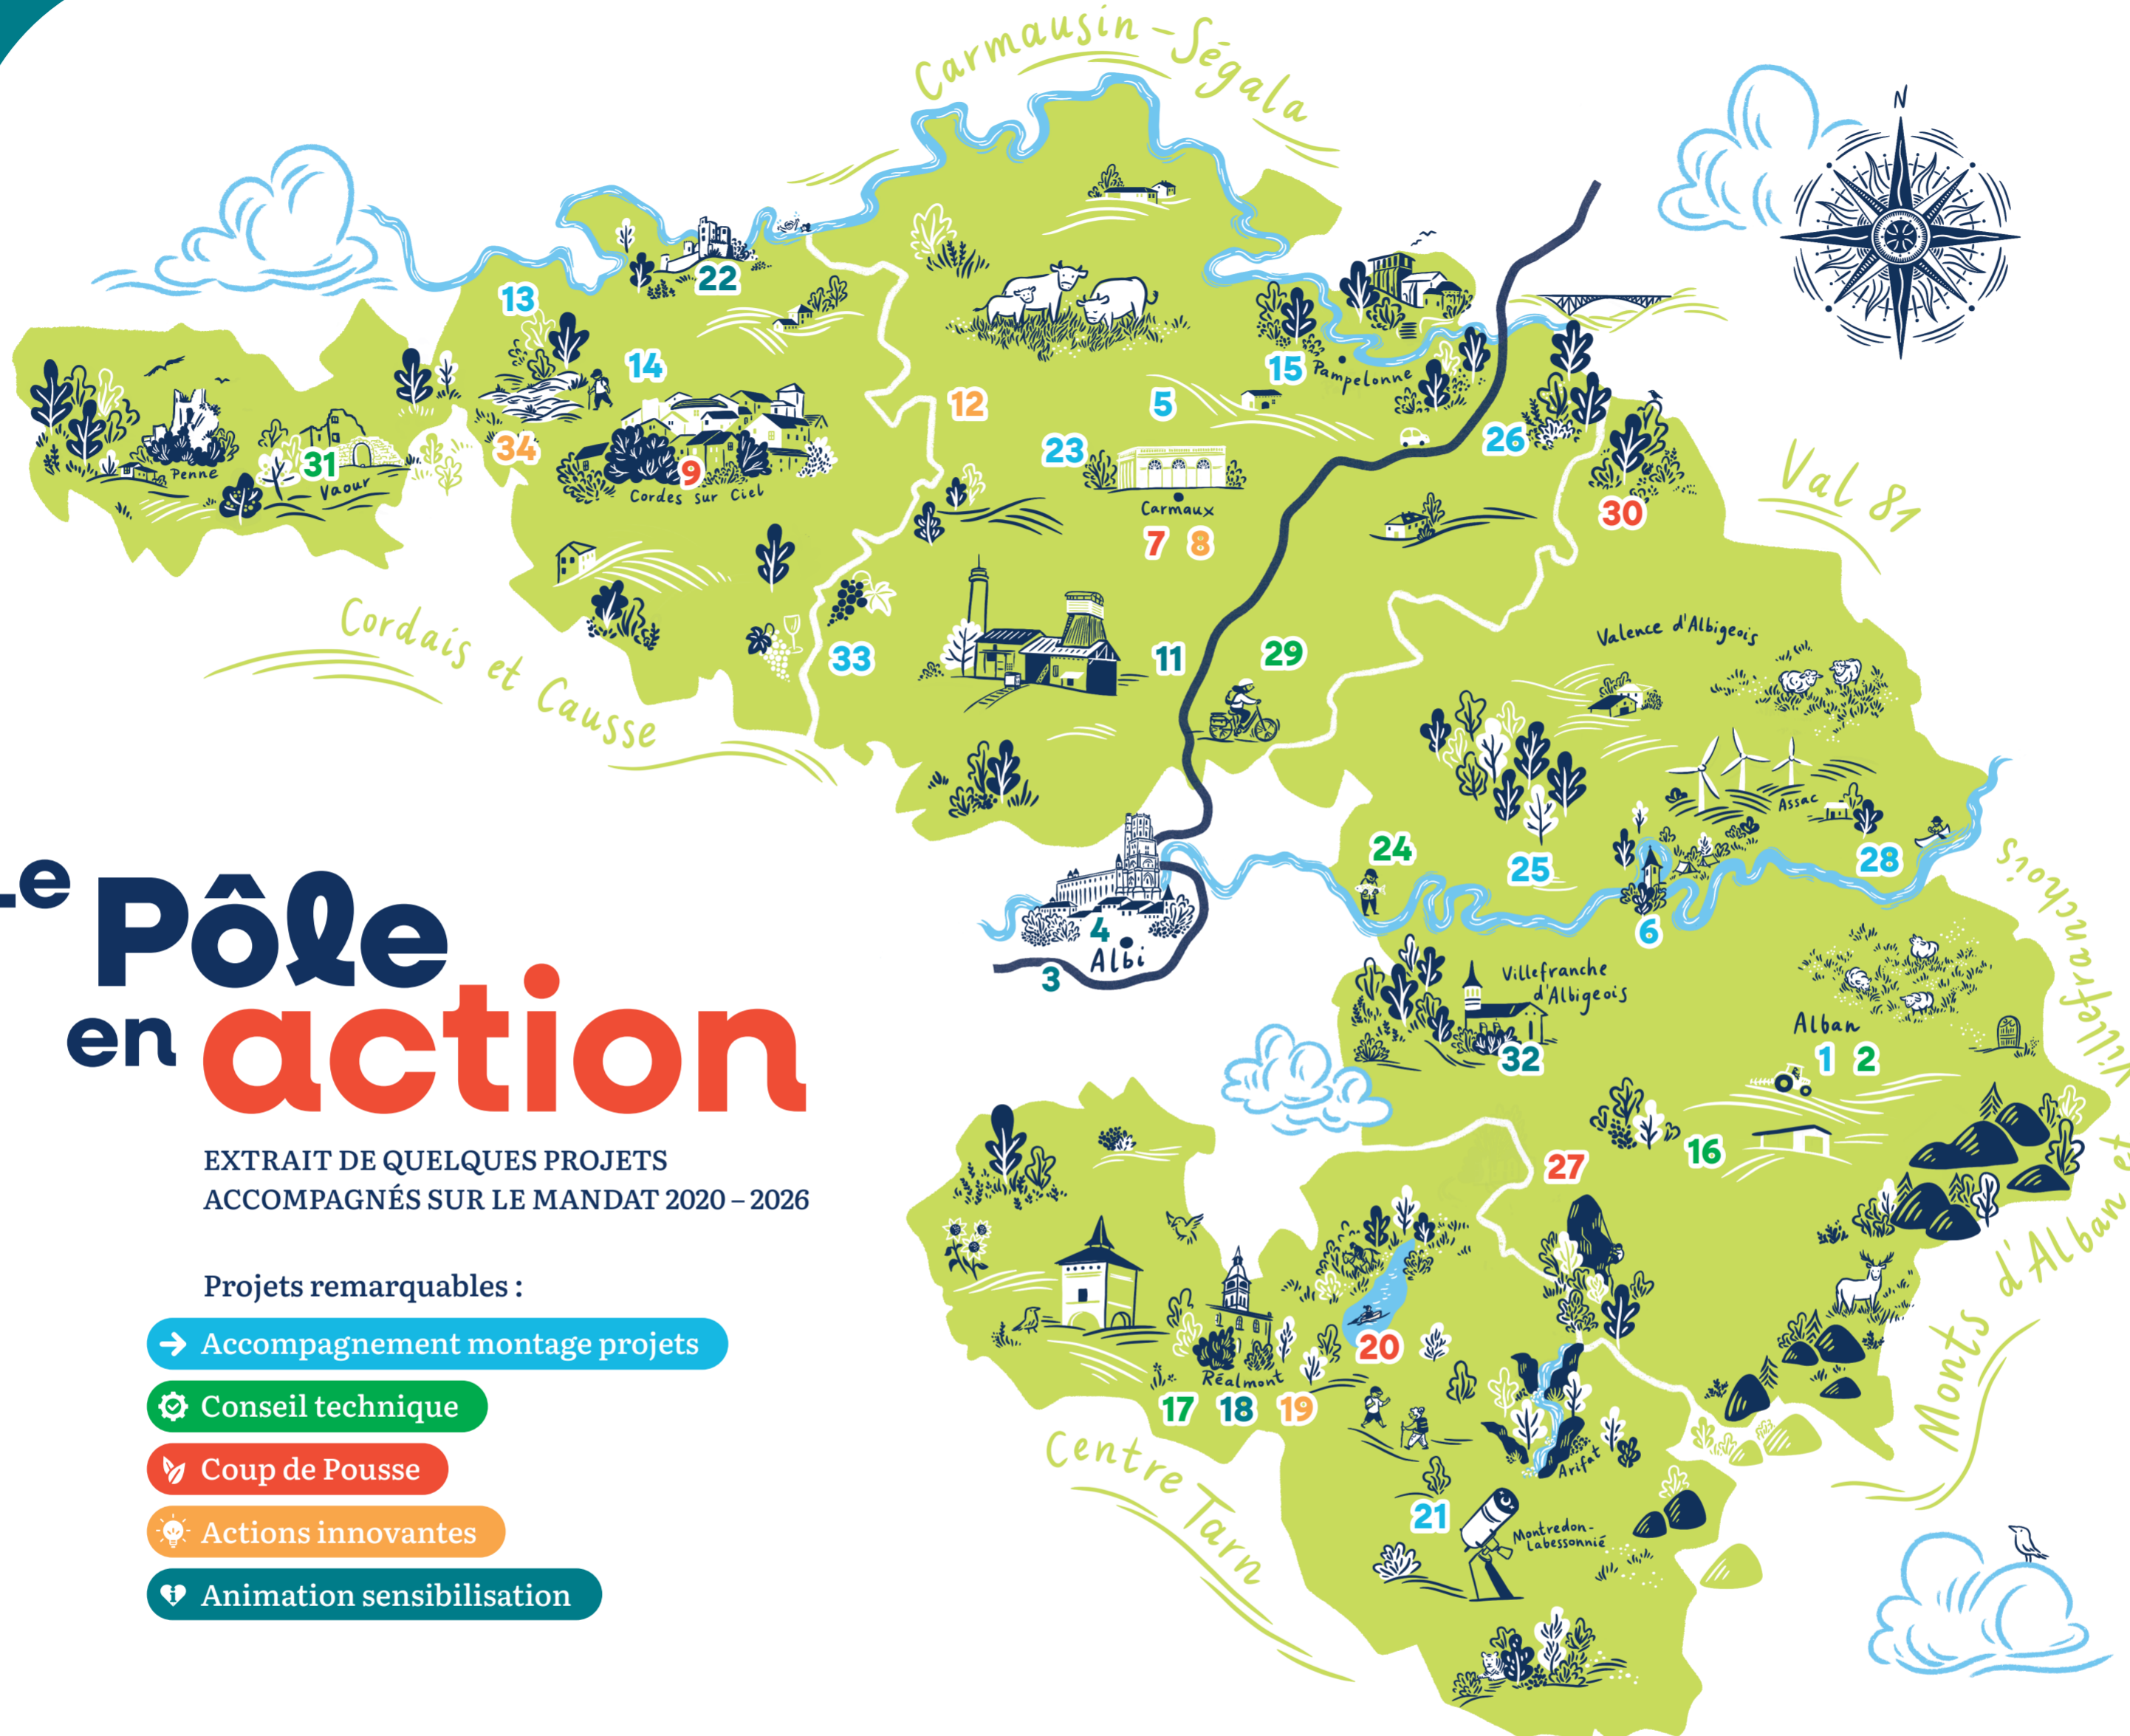 Carmausin-Ségala
N
22
13
14
15
Pampelonne
12
5
23
26
31
34
9
Penne
Vaour
Cordes sur Ciel
Carmaux
7 8
30
Val 81
Cordais et Causse
33
11
29
Valence d'Albigeois
Assac
24
25
28
6
4
Albi
3
Villefranche
d'Albigeois
32
Alban
1 2
16
27
Monts d'Alban et Villefranchois
Le Pôle
en action
EXTRAIT DE QUELQUES PROJETS
ACCOMPAGNÉS SUR LE MANDAT 2020 – 2026
Projets remarquables :
Accompagnement montage projets
Conseil technique
Coup de Pousse
Actions innovantes
Animation sensibilisation
20
Réalmont
17 18 19
Centre Tarn
Arifat
21
Montredon-
Labessonnié